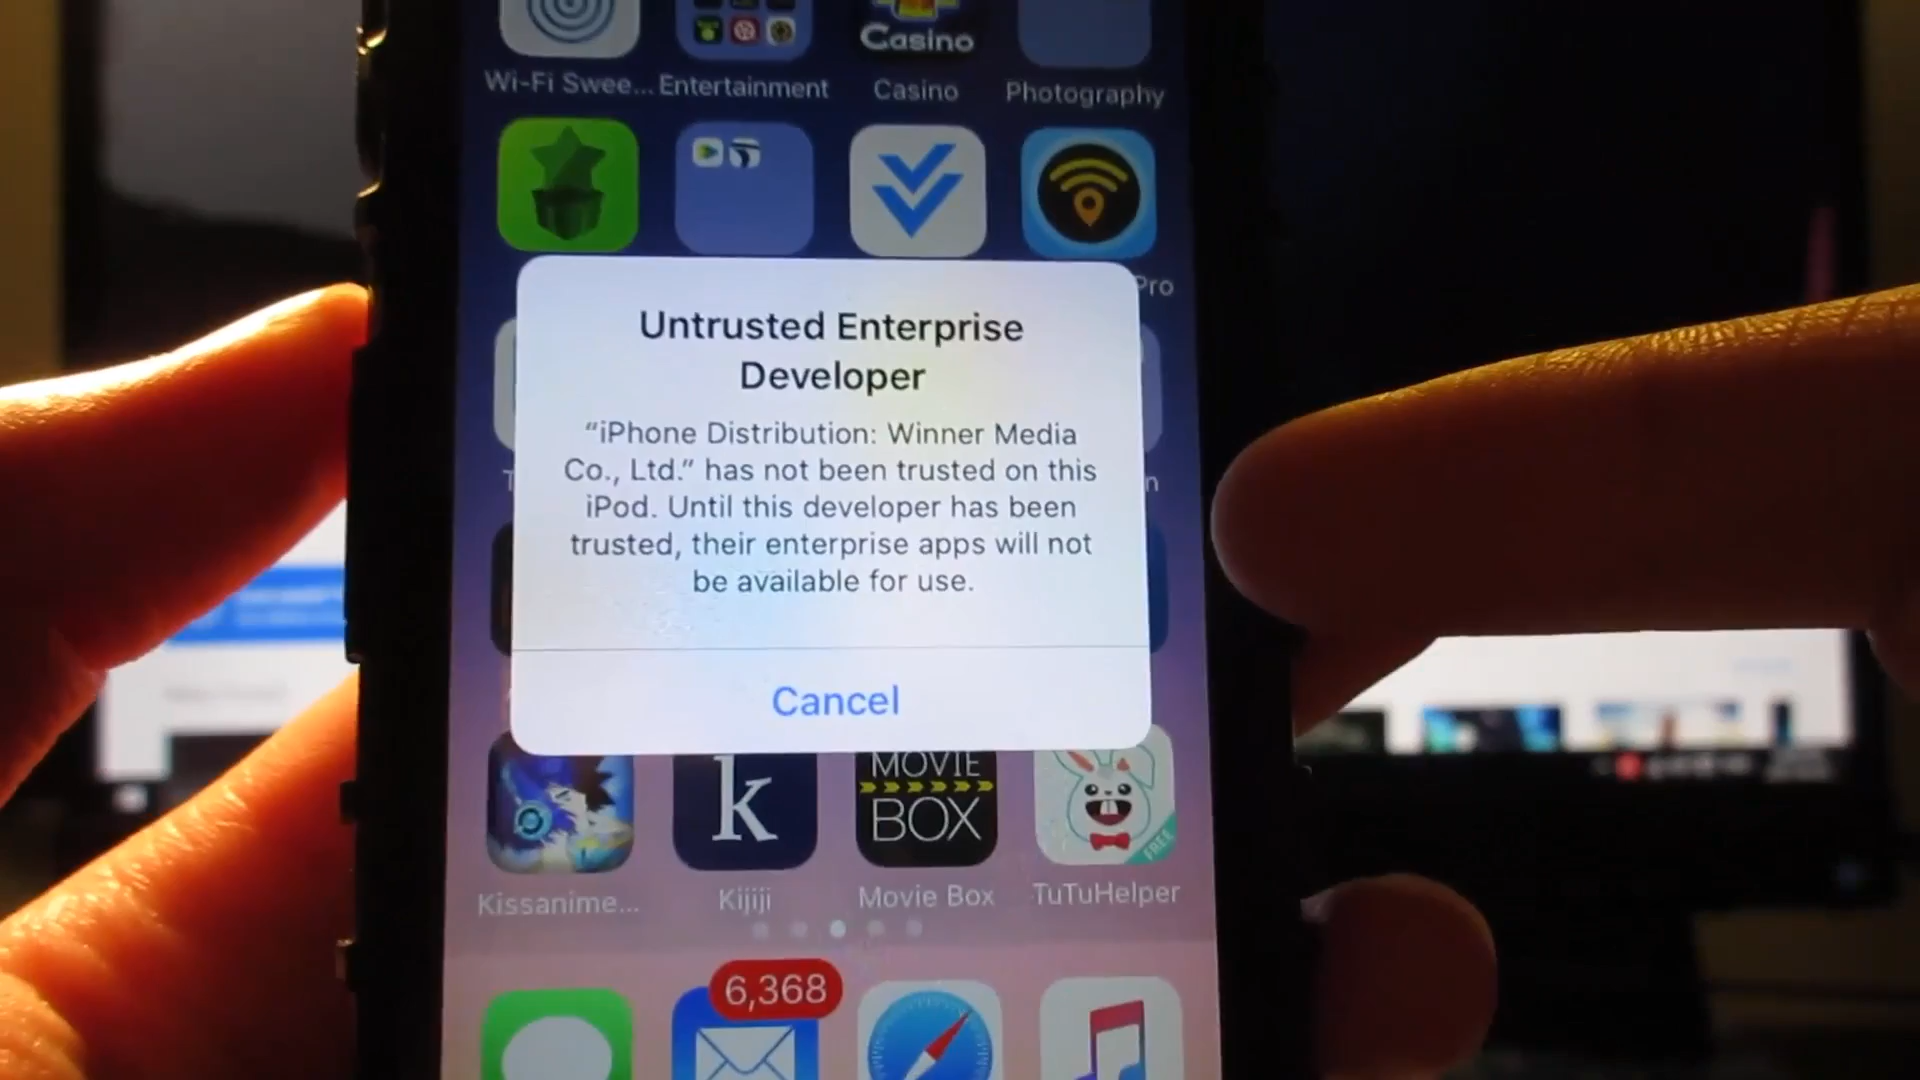 Casino
Wi-Fi Swee... Entertainment Casino Photography
Pro
Untrusted Enterprise
Developer
“iPhone Distribution: Winner Media
Co., Ltd.” has not been trusted on this
iPod. Until this developer has been
trusted, their enterprise apps will not
be available for use.
Cancel
k
MOVIE
BOX
FREE
Kissanime... Kijiji Movie Box TuTuHelper
6,368